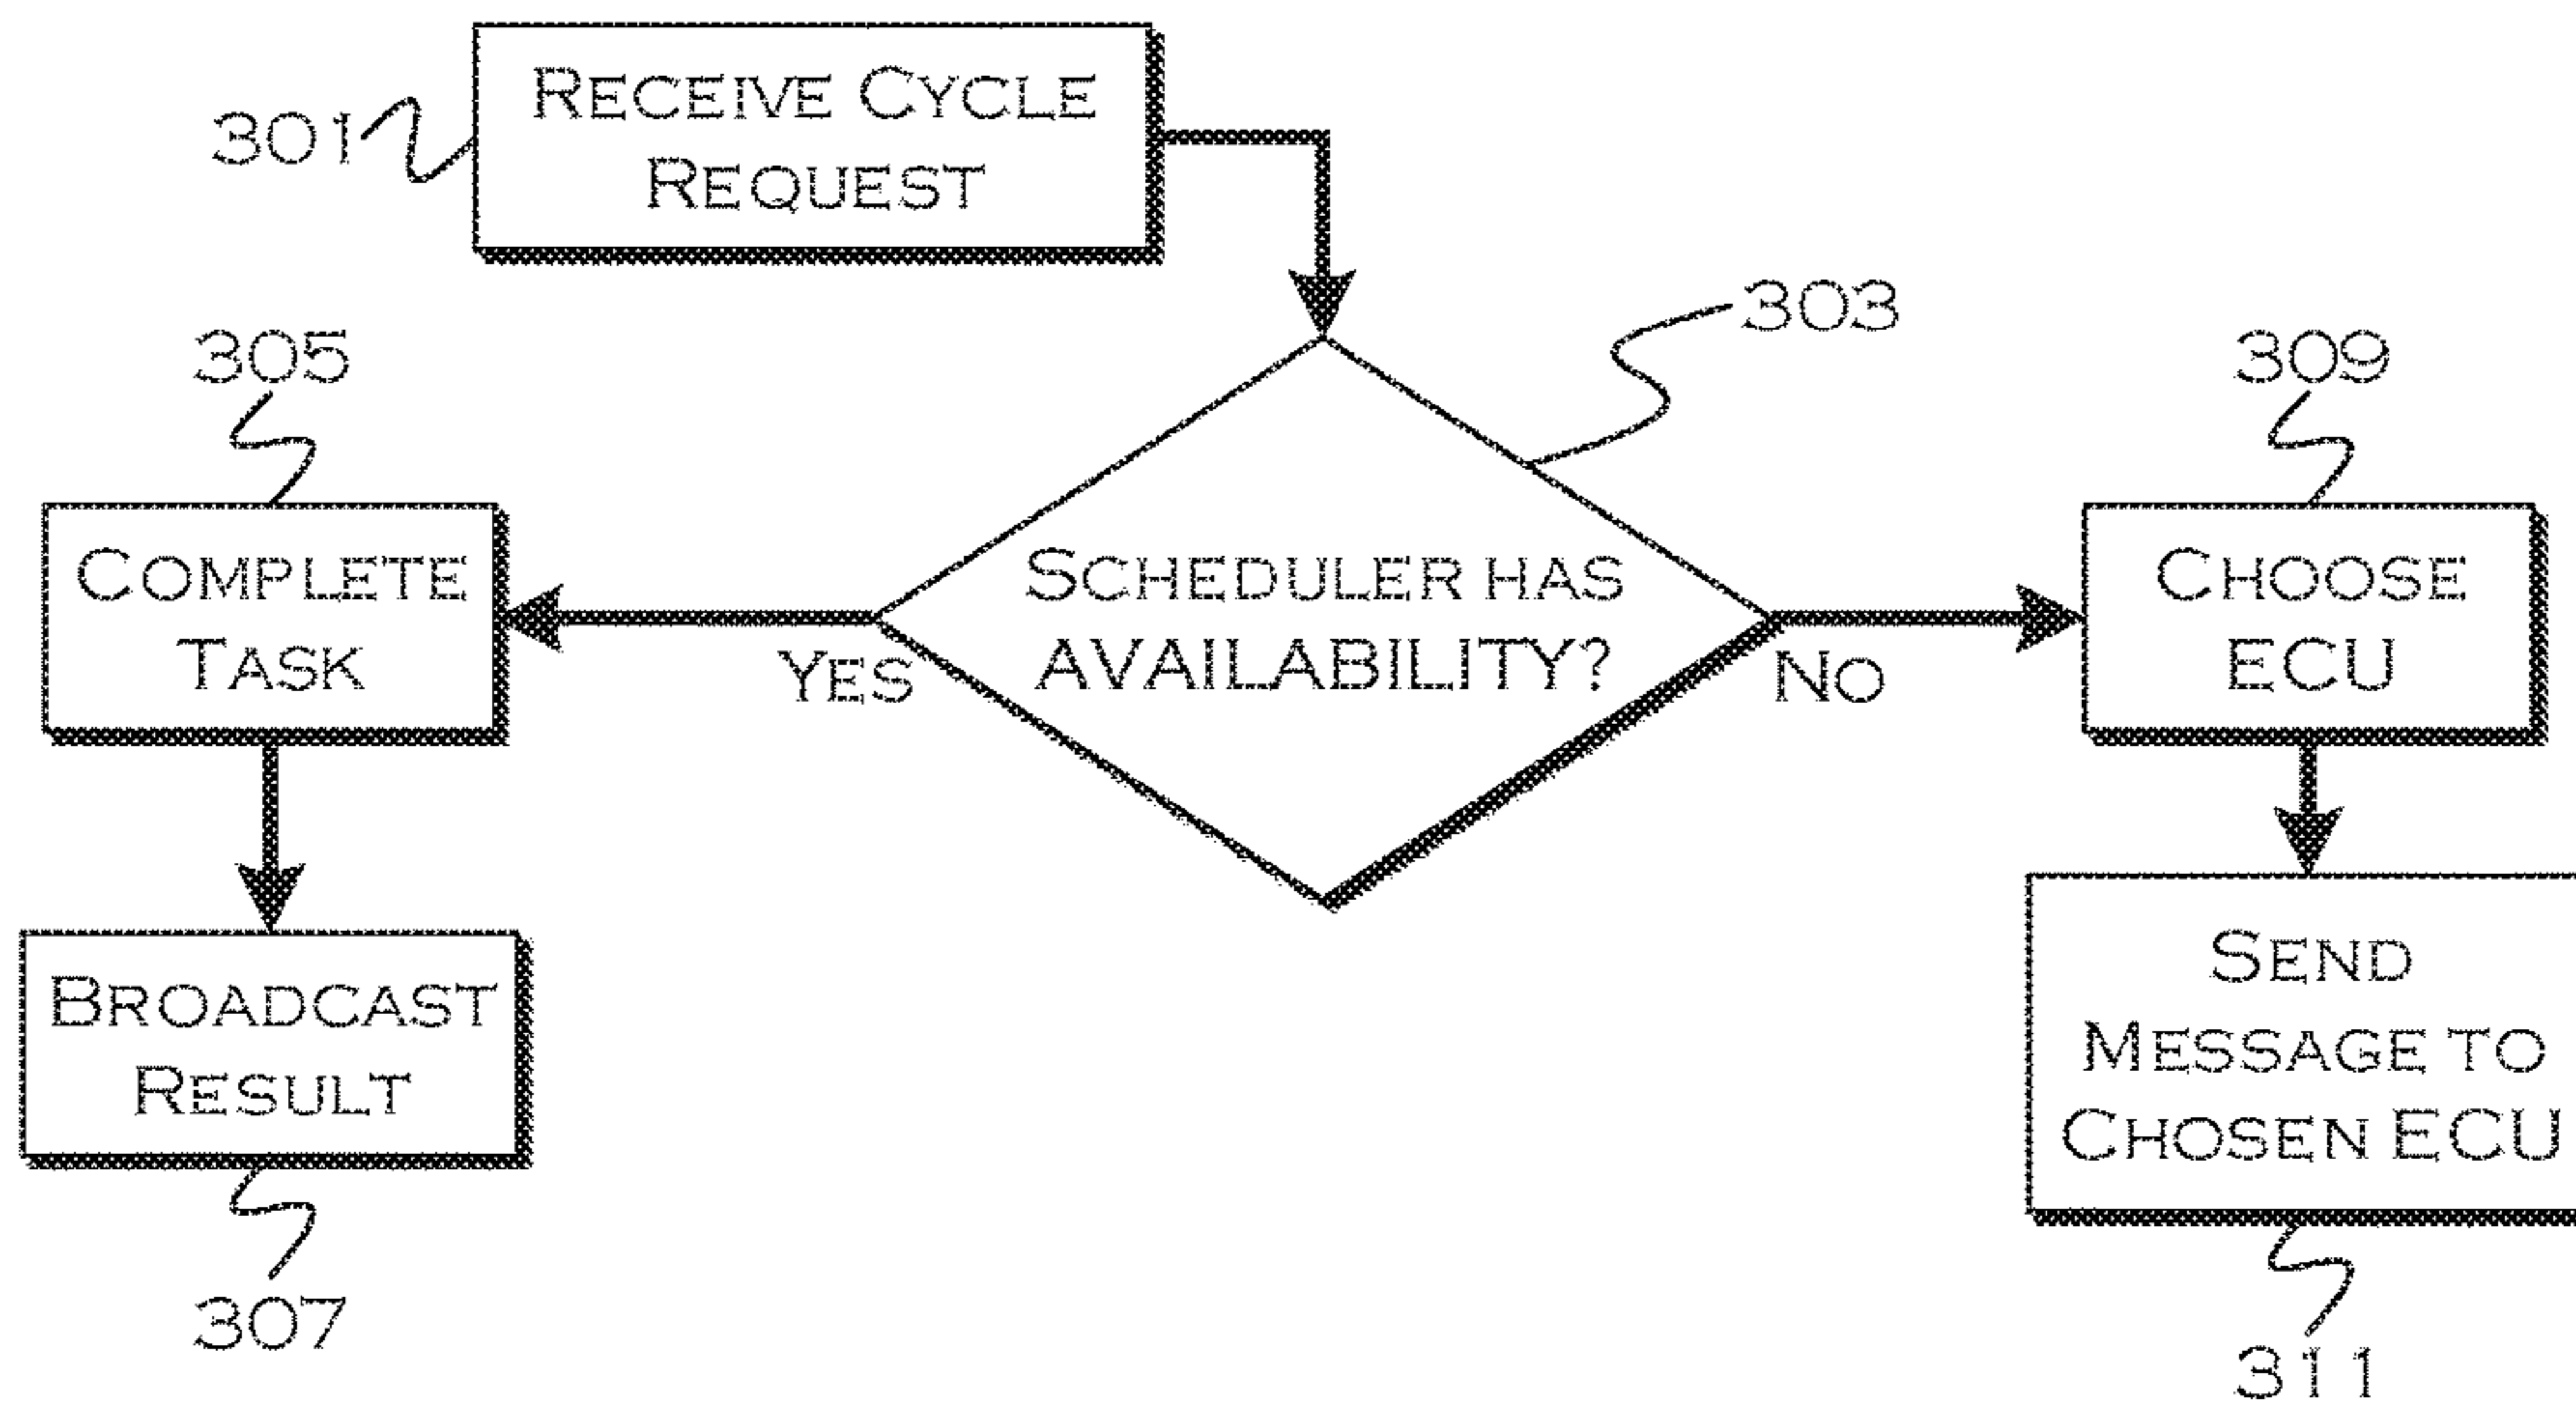 RECEIVE CYCLE
REQUEST
301
303
305
309
COMPLETE
TASK
SCHEDULER HAS
AVAILABILITY?
YES
NO
CHOOSE
ECU
BROADCAST
RESULT
SEND
MESSAGE TO
CHOSEN ECU
307
311